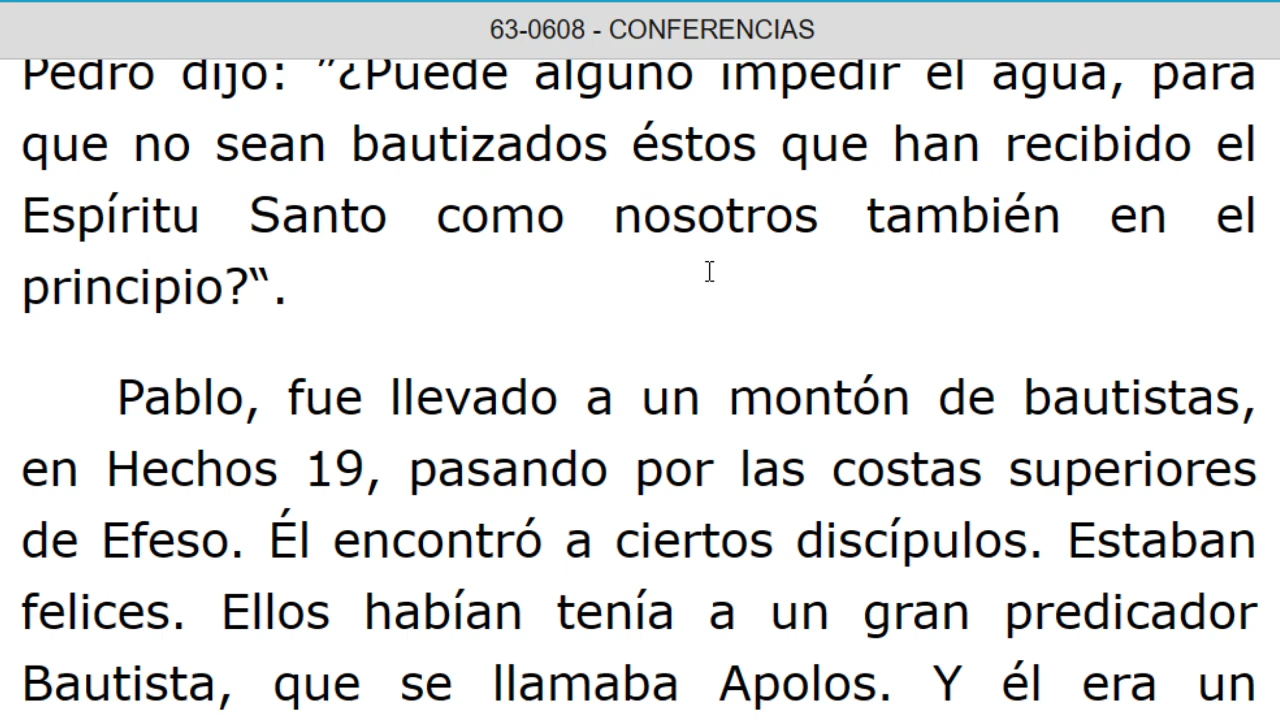 63-0608 - CONFERENCIAS
Pedro dijo: ”¿Puede alguno impedir el agua, para
que no sean bautizados éstos que han recibido el
Espíritu Santo como nosotros también en el
principio?“.
Pablo, fue llevado a un montón de bautistas,
en Hechos 19, pasando por las costas superiores
de Efeso. Él encontró a ciertos discípulos. Estaban
felices. Ellos habían tenía a un gran predicador
Bautista, que se llamaba Apolos. Y él era un